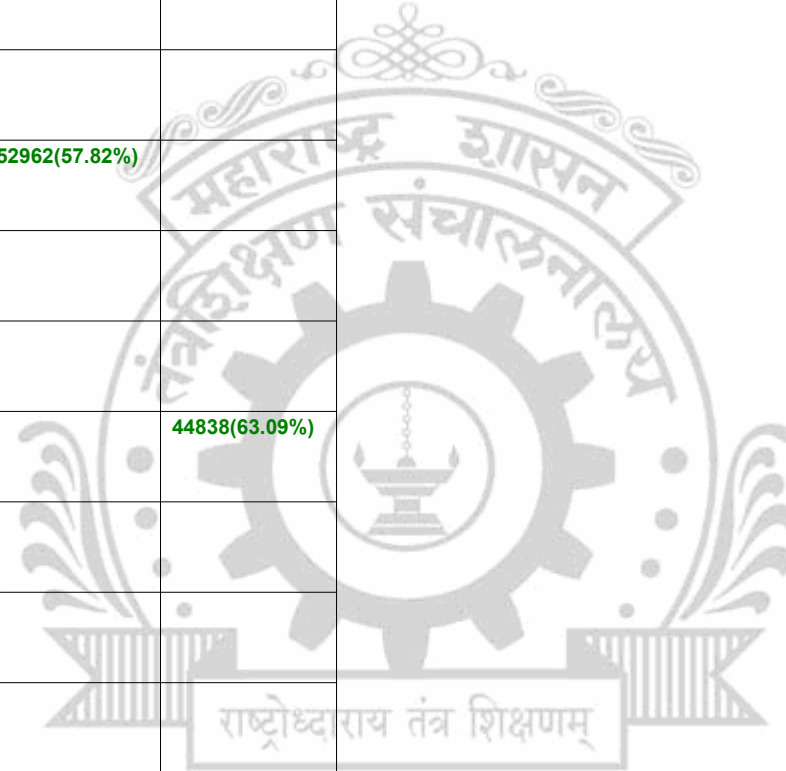 महाराष्ट्र शासन
52962(57.82%)
तंत्रशिक्षण संचालनालय
44838(63.09%)
राष्ट्रोध्दाराय तंत्र शिक्षणम्